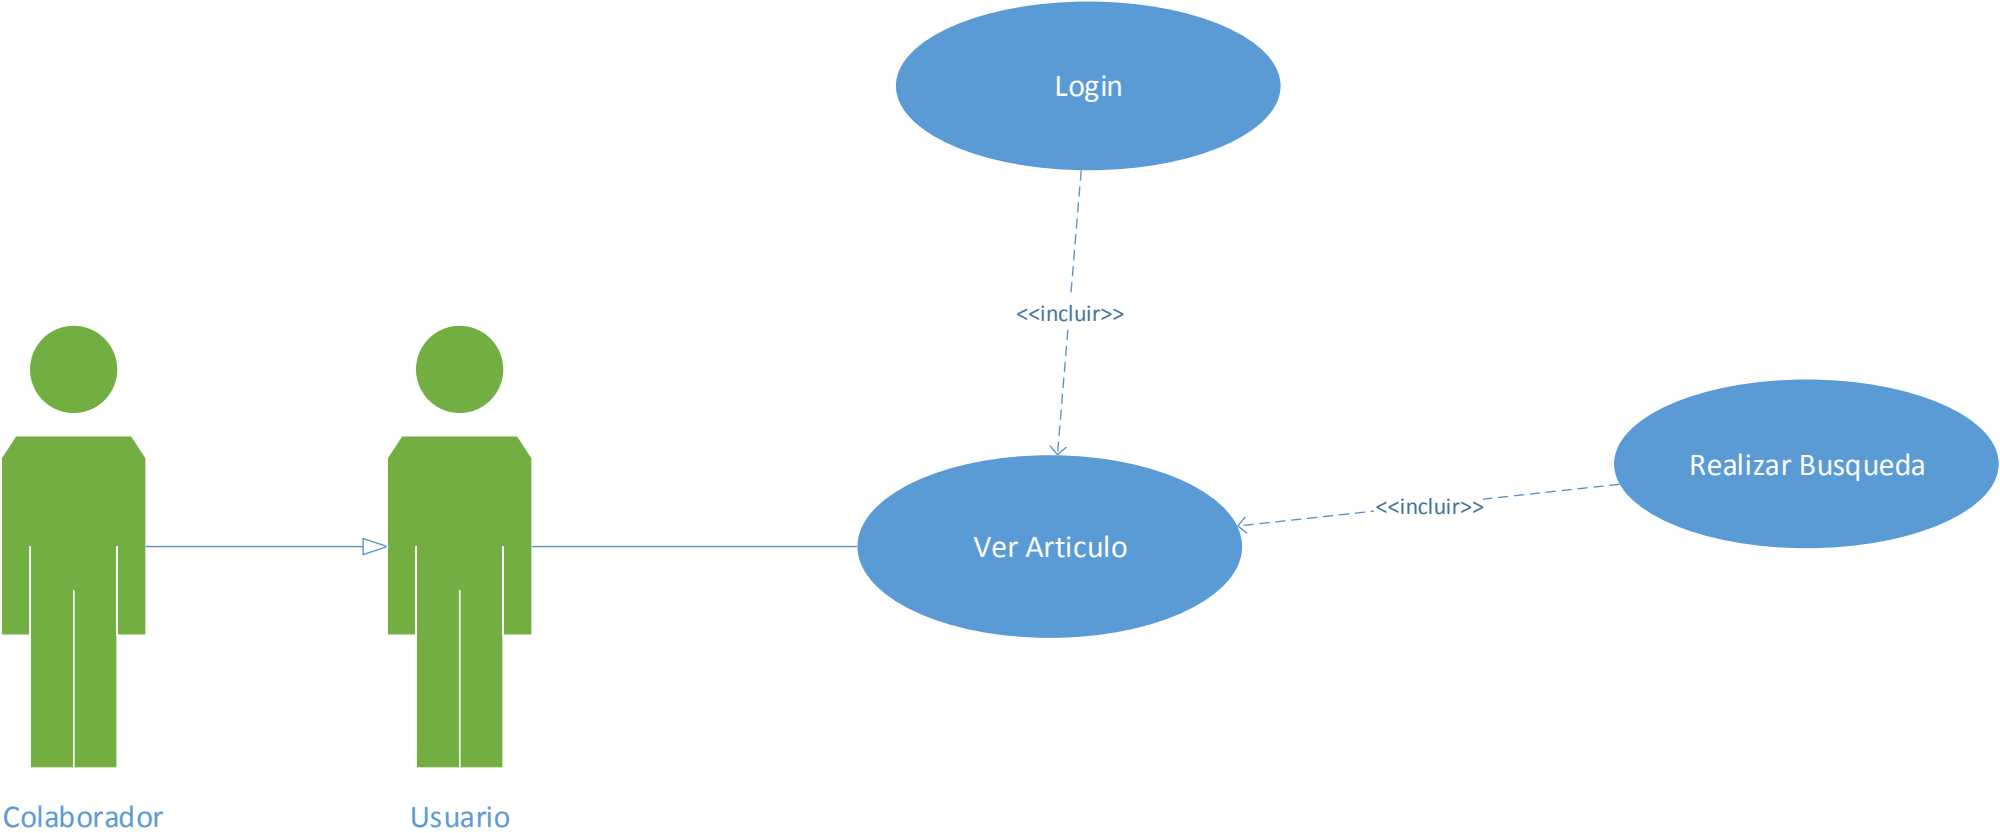 Login
<<incluir>>
Realizar Busqueda
<<incluir>>
Ver Articulo
Colaborador
Usuario